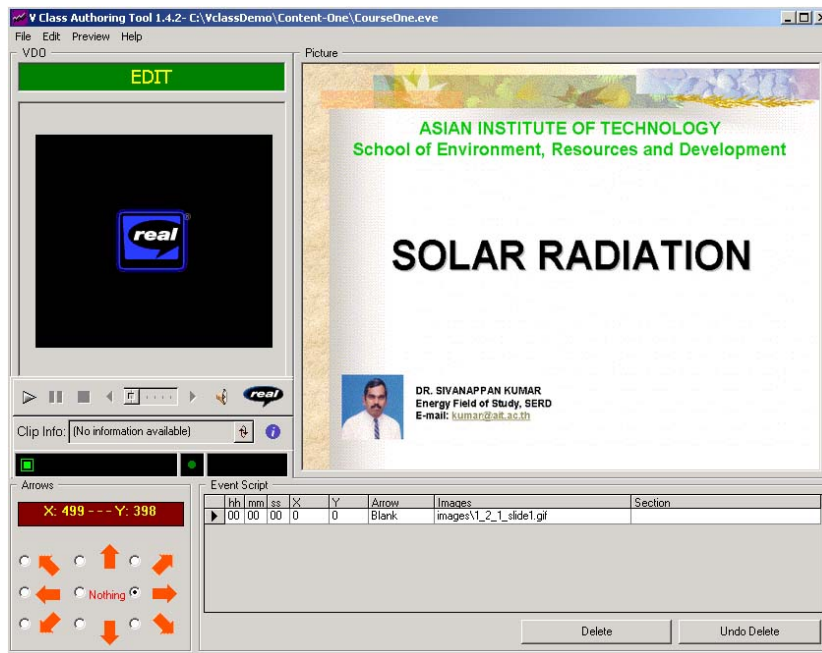 V Class Authoring Tool 1.4.2- C:\VclassDemo\Content-One\CourseOne.eve
File Edit Preview Help
VDO
EDIT
real
real
Clip Info: (No information available)
Picture
ASIAN INSTITUTE OF TECHNOLOGY
School of Environment, Resources and Development
SOLAR RADIATION
DR. SIVANAPPAN KUMAR
Energy Field of Study, SERD
E-mail: kumar@ait.ac.th
Arrows
X: 499 --- Y: 398
Nothing
Event Script
hh mm ss X Y Arrow Images Section
00 00 00 0 0 Blank images\1_2_1_slide1.gif
Delete Undo Delete